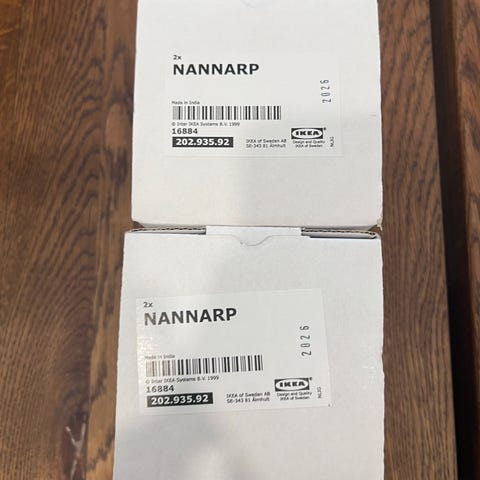 2x
NANNARP
2026
Made in India
© Inter IKEA Systems B.V. 1999
16884
202.935.92
IKEA of Sweden AB
SE-343 81 Älmhult
IKEA
Design and Quality
IKEA of Sweden
2x
NANNARP
2026
Made in India
© Inter IKEA Systems B.V. 1999
16884
202.935.92
IKEA of Sweden AB
SE-343 81 Älmhult
IKEA
Design and Quality
IKEA of Sweden